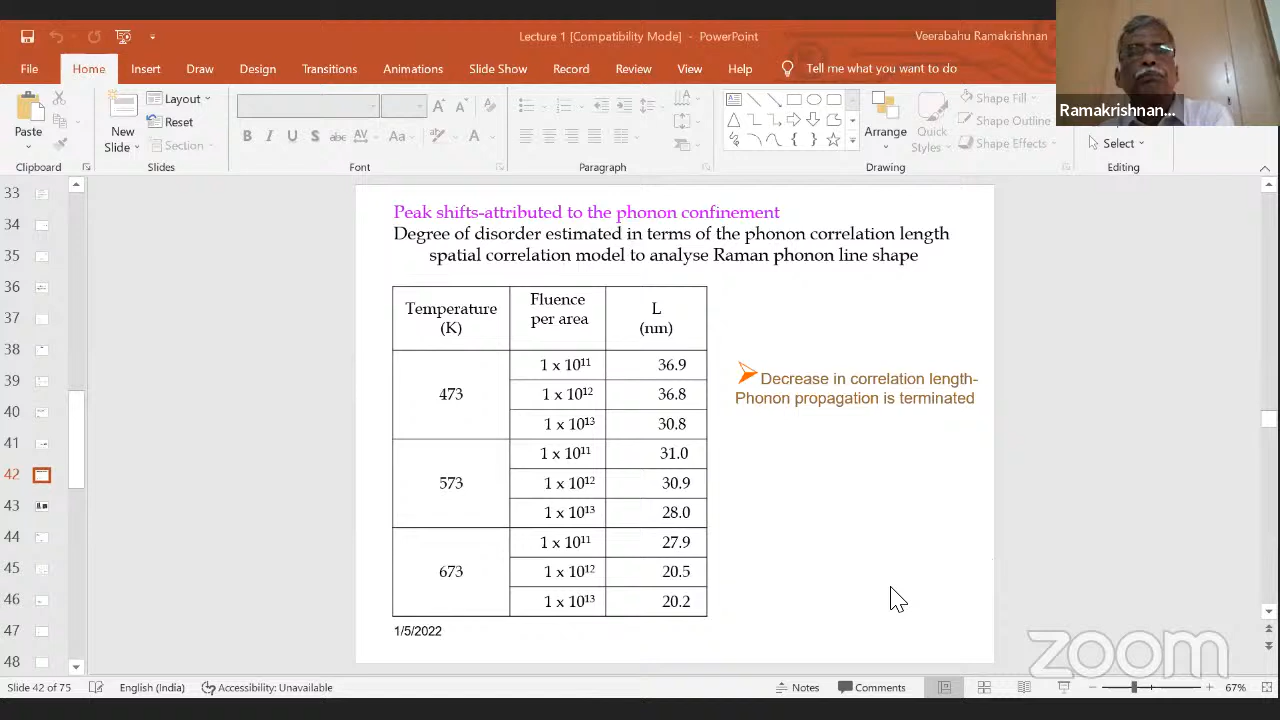 Lecture 1 [Compatibility Mode] - PowerPoint
Veerabahu Ramakrishnan
File Home Insert Draw Design Transitions Animations Slide Show Record Review View Help Tell me what you want to do
Ramakrishnan...
Paste
New
Slide
Layout
Reset
Section
B I U S abc AV Aa A
Arrange
Quick
Styles
Shape Fill
Shape Outline
Shape Effects
Select
Clipboard Slides Font Paragraph Drawing Editing
33
34
35
36
37
38
39
40
41
42
43
44
45
46
47
48
Peak shifts-attributed to the phonon confinement
Degree of disorder estimated in terms of the phonon correlation length
spatial correlation model to analyse Raman phonon line shape
Temperature
(K)
Fluence
per area
L
(nm)
473
1 x 10¹¹ 36.9
1 x 10¹² 36.8
1 x 10¹³ 30.8
573
1 x 10¹¹ 31.0
1 x 10¹² 30.9
1 x 10¹³ 28.0
673
1 x 10¹¹ 27.9
1 x 10¹² 20.5
1 x 10¹³ 20.2
Decrease in correlation length-
Phonon propagation is terminated
1/5/2022
zoom
Slide 42 of 75 English (India) Accessibility: Unavailable Notes Comments 67%